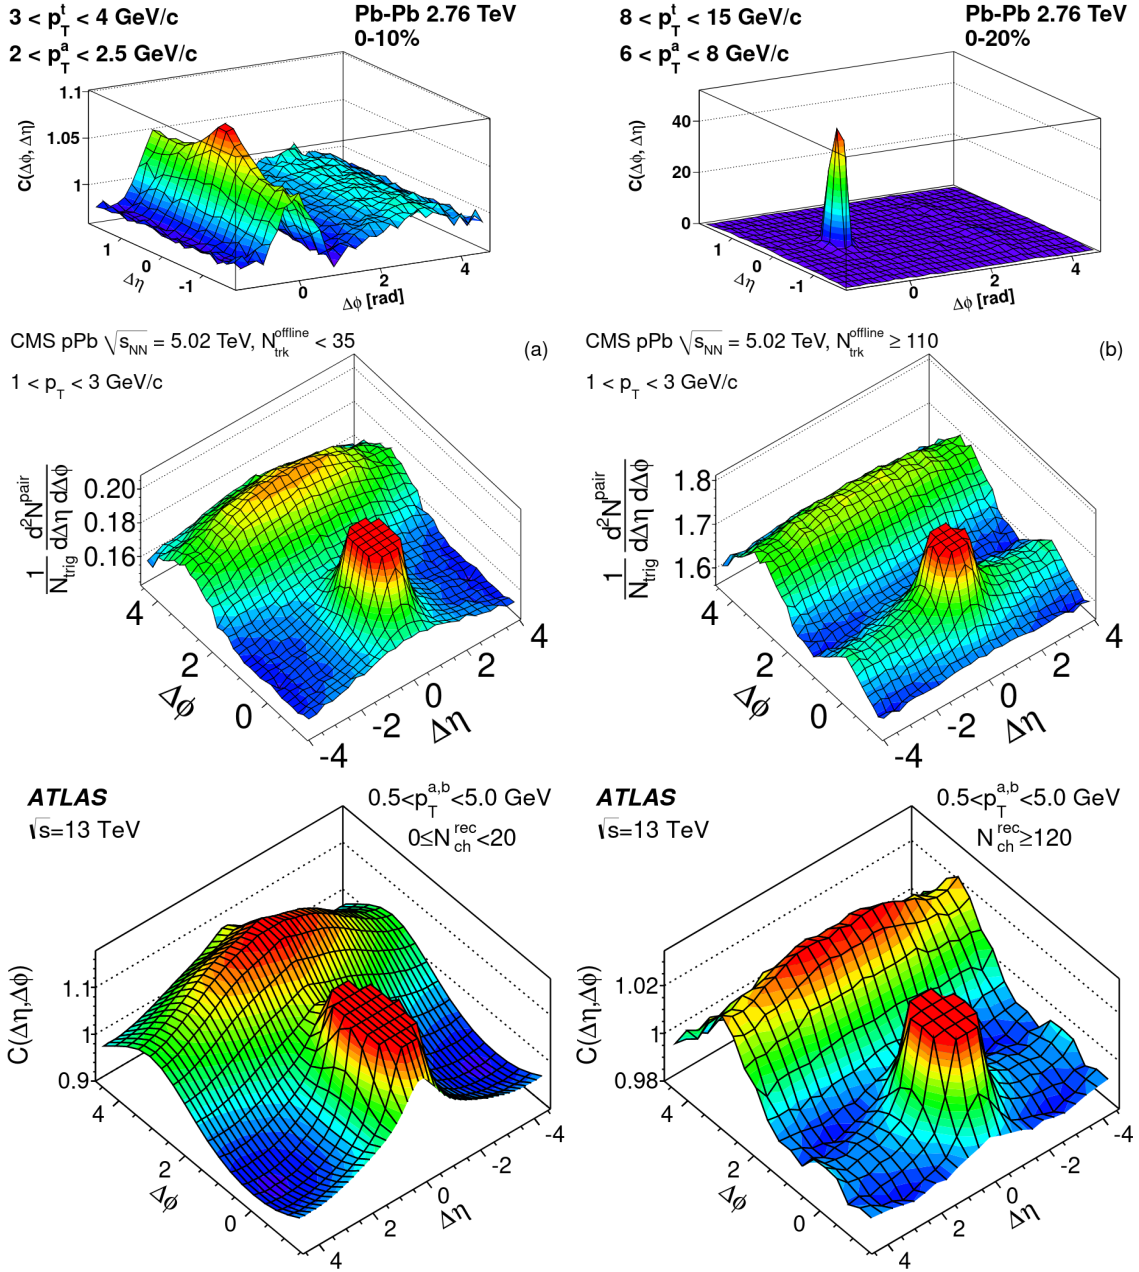 3 < p_T^t < 4 GeV/c
Pb-Pb 2.76 TeV
2 < p_T^a < 2.5 GeV/c
0-10%
1.1
1.05
1
C(Δϕ, Δη)
1
0
-1
Δη
0
2
4
Δϕ [rad]
8 < p_T^t < 15 GeV/c
Pb-Pb 2.76 TeV
6 < p_T^a < 8 GeV/c
0-20%
40
20
0
C(Δϕ, Δη)
1
0
-1
Δη
0
2
4
Δϕ [rad]
CMS pPb √s_NN = 5.02 TeV, N_trk^offline < 35
(a)
1 < p_T < 3 GeV/c
0.20
0.18
0.16
1/N_trig d²N^pair/dΔη dΔϕ
4
2
0
Δϕ
-4
-2
0
2
4
Δη
CMS pPb √s_NN = 5.02 TeV, N_trk^offline ≥ 110
(b)
1 < p_T < 3 GeV/c
1.8
1.7
1.6
1/N_trig d²N^pair/dΔη dΔϕ
4
2
0
Δϕ
-4
-2
0
2
4
Δη
ATLAS
0.5<p_T^a,b<5.0 GeV
√s=13 TeV
0≤N_ch^rec<20
1.1
1
0.9
C(Δη,Δϕ)
4
2
0
Δϕ
4
2
0
-2
-4
Δη
ATLAS
0.5<p_T^a,b<5.0 GeV
√s=13 TeV
N_ch^rec≥120
1.02
1
0.98
C(Δη,Δϕ)
4
2
0
Δϕ
4
2
0
-2
-4
Δη